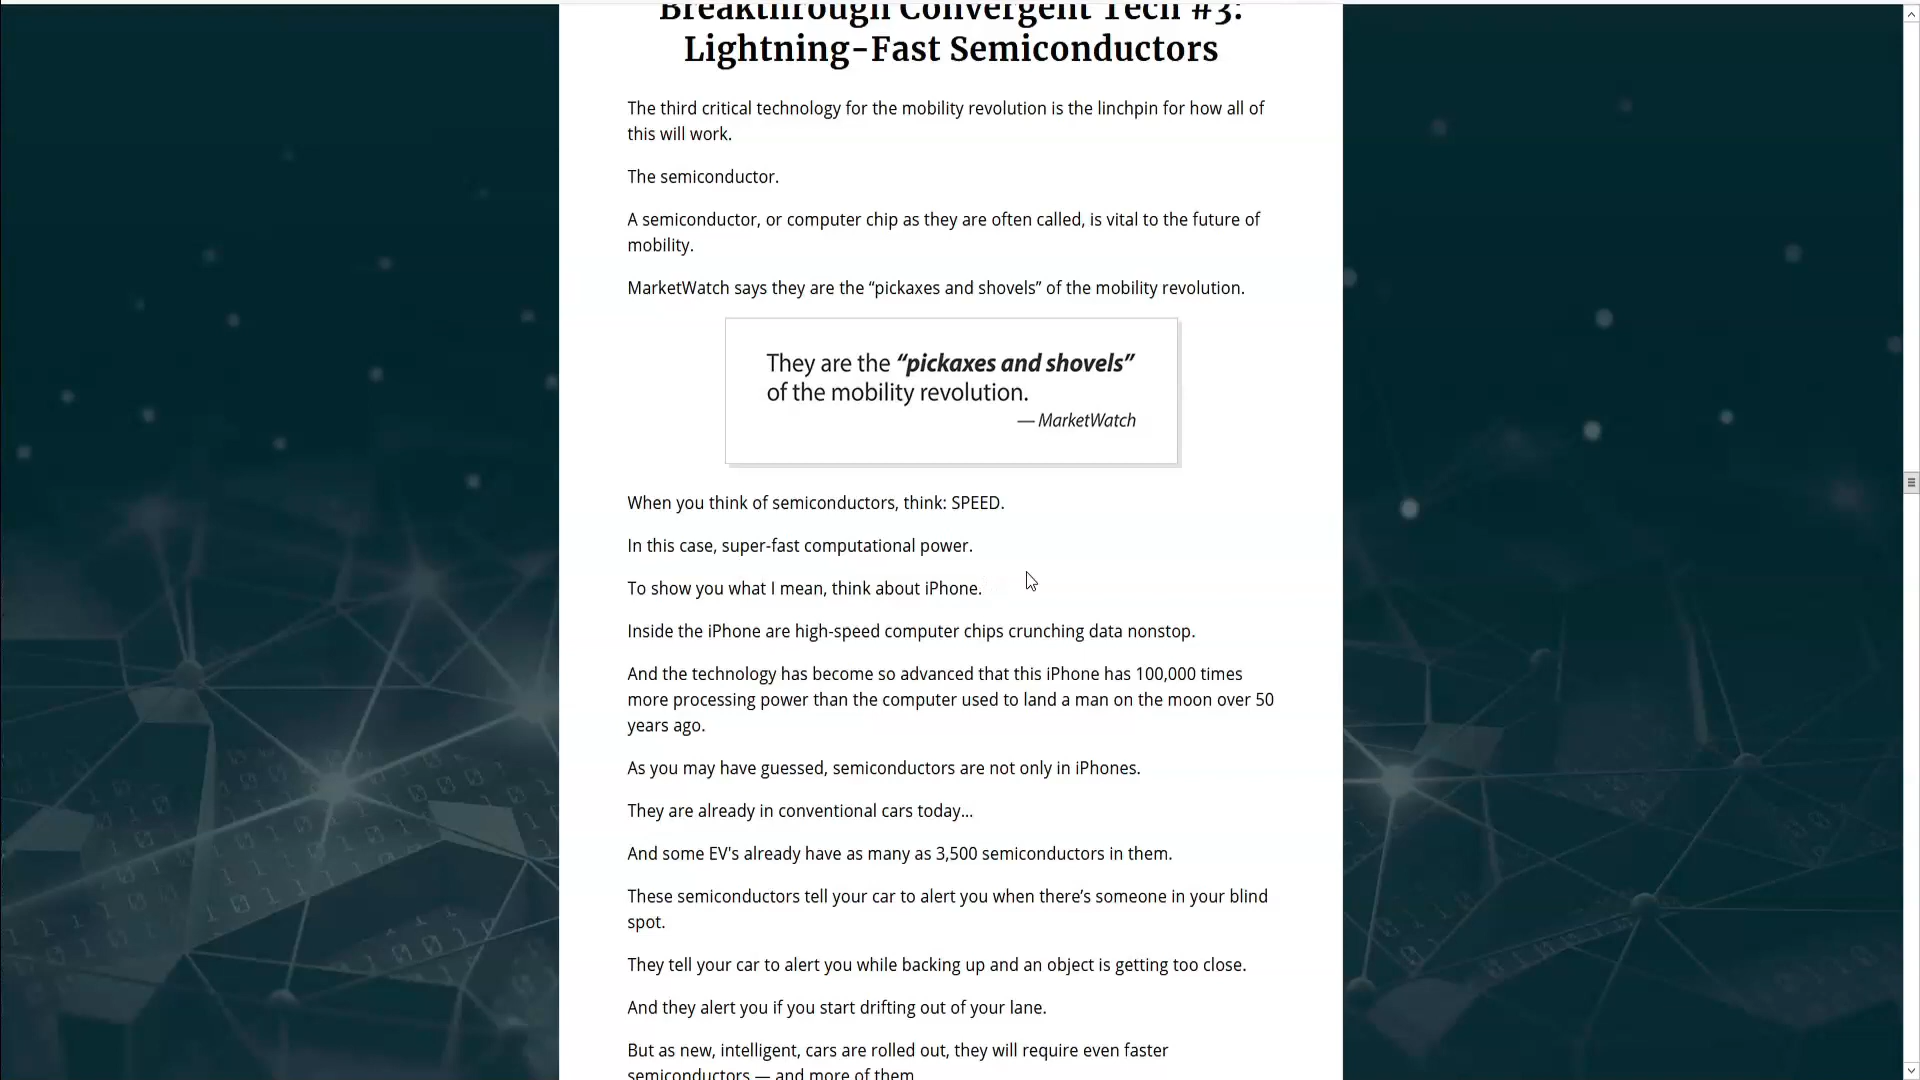 Breakthrough Convergent Tech #3:
Lightning-Fast Semiconductors
The third critical technology for the mobility revolution is the linchpin for how all of
this will work.
The semiconductor.
A semiconductor, or computer chip as they are often called, is vital to the future of
mobility.
MarketWatch says they are the “pickaxes and shovels” of the mobility revolution.
They are the “pickaxes and shovels”
of the mobility revolution.
— MarketWatch
When you think of semiconductors, think: SPEED.
In this case, super-fast computational power.
To show you what I mean, think about iPhone.
Inside the iPhone are high-speed computer chips crunching data nonstop.
And the technology has become so advanced that this iPhone has 100,000 times
more processing power than the computer used to land a man on the moon over 50
years ago.
As you may have guessed, semiconductors are not only in iPhones.
They are already in conventional cars today...
And some EV's already have as many as 3,500 semiconductors in them.
These semiconductors tell your car to alert you when there’s someone in your blind
spot.
They tell your car to alert you while backing up and an object is getting too close.
And they alert you if you start drifting out of your lane.
But as new, intelligent, cars are rolled out, they will require even faster
semiconductors — and more of them